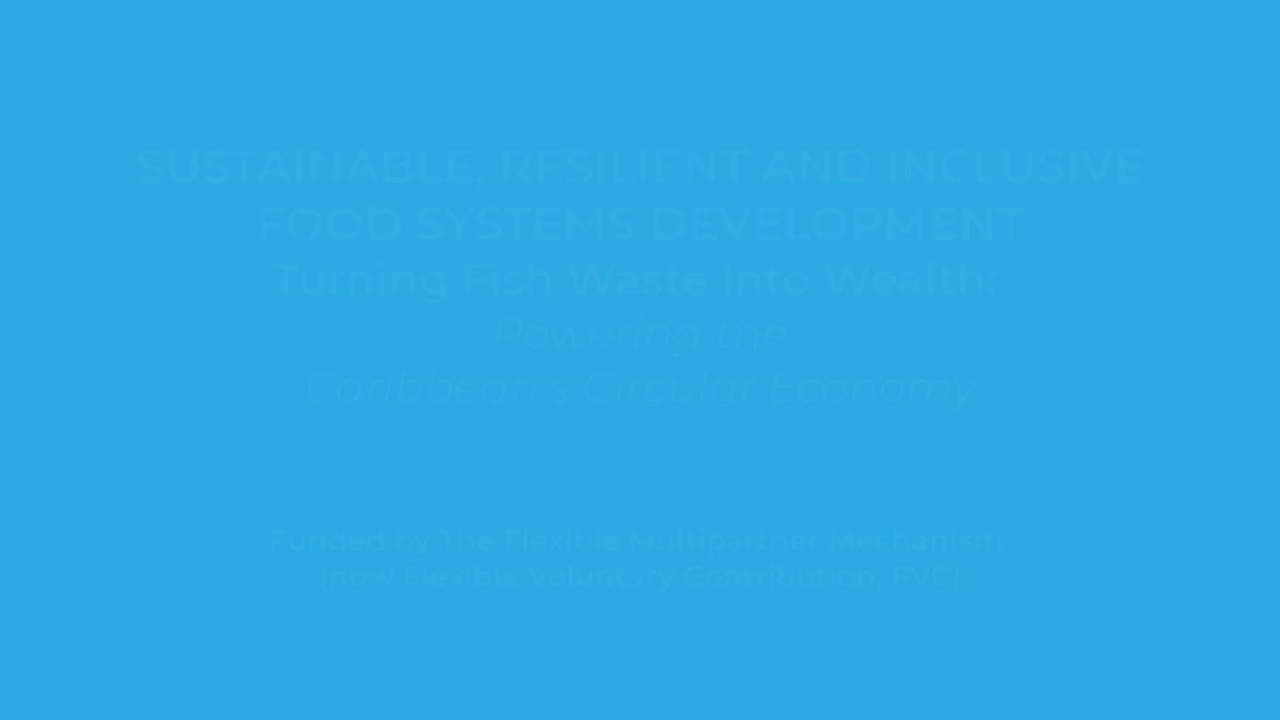 SUSTAINABLE, RESILIENT AND INCLUSIVE
FOOD SYSTEMS DEVELOPMENT
Turning Fish Waste into Wealth:
Powering the
Caribbean's Circular Economy
Funded by The Flexible Multipartner Mechanism
(now Flexible Voluntary Contribution, FVC)